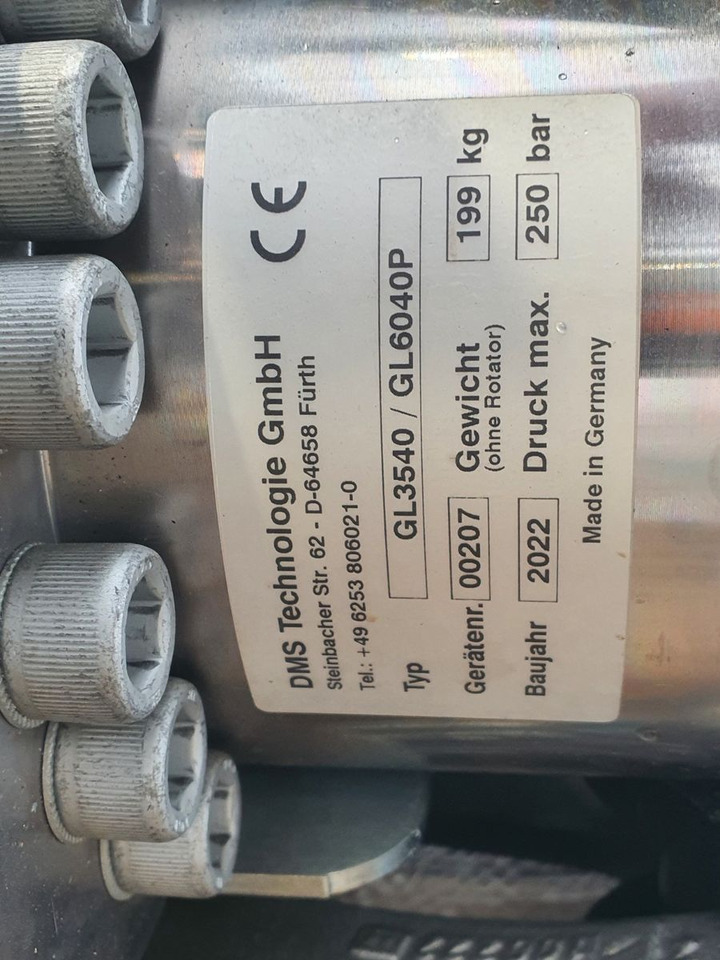 DMS Technologie GmbH CE
Steinbacher Str. 62 - D-64658 Fürth
Tel.: +49 6253 806021-0
Typ GL3540 / GL6040P
Gerätenr. 00207 Gewicht 199 kg
(ohne Rotator)
Baujahr 2022 Druck max. 250 bar
Made in Germany